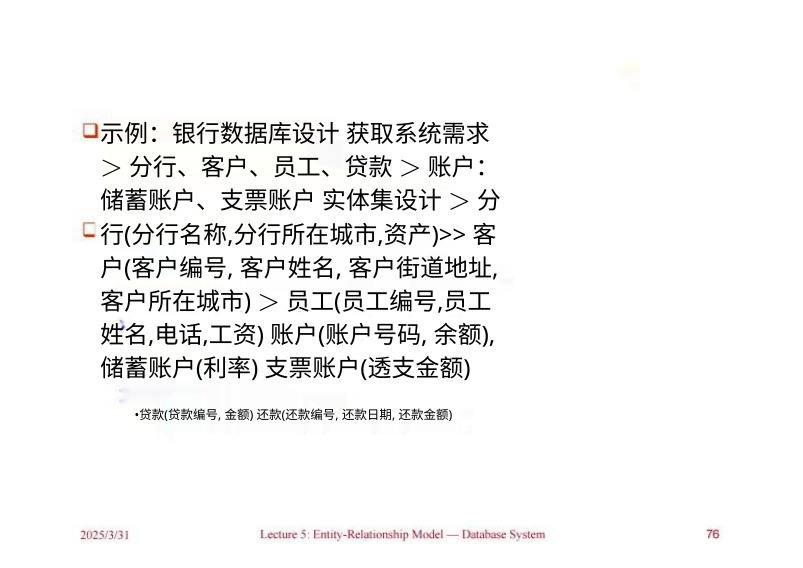 ❑示例：银行数据库设计 获取系统需求
＞ 分行、客户、员工、贷款 ＞ 账户：
储蓄账户、支票账户 实体集设计 ＞ 分
❑行(分行名称,分行所在城市,资产)>> 客
户(客户编号, 客户姓名, 客户街道地址,
客户所在城市) ＞ 员工(员工编号,员工
姓名,电话,工资) 账户(账户号码, 余额),
储蓄账户(利率) 支票账户(透支金额)
•贷款(贷款编号, 金额) 还款(还款编号, 还款日期, 还款金额)
2025/3/31 Lecture 5: Entity-Relationship Model — Database System 76